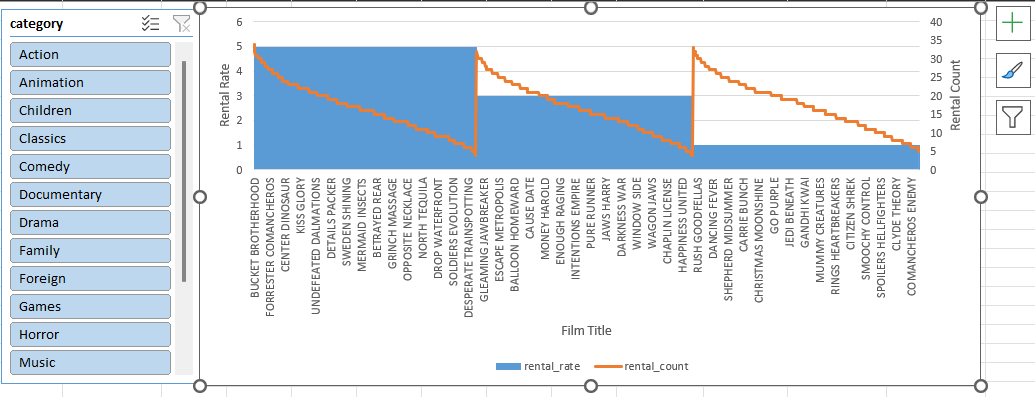 category
Action
Animation
Children
Classics
Comedy
Documentary
Drama
Family
Foreign
Games
Horror
Music
6
5
4
3
2
1
0
Rental Rate
40
35
30
25
20
15
10
5
0
Rental Count
BUCKET BROTHERHOOD
FORRESTER COMANCHEROS
CENTER DINOSAUR
KISS GLORY
UNDEFEATED DALMATIONS
DETAILS PACKER
SWEDEN SHINING
MERMAID INSECTS
BETRAYED REAR
GRINCH MASSAGE
OPPOSITE NECKLACE
NORTH TEQUILA
DROP WATERFRONT
SOLDIERS EVOLUTION
DESPERATE TRAINSPOTTING
GLEAMING JAWBREAKER
ESCAPE METROPOLIS
BALLOON HOMEWARD
CAUSE DATE
MONEY HAROLD
ENOUGH RAGING
INTENTIONS EMPIRE
PURE RUNNER
JAWS HARRY
DARKNESS WAR
WINDOW SIDE
WAGON JAWS
CHAPLIN LICENSE
HAPPINESS UNITED
RUSH GOODFELLAS
DANCING FEVER
SHEPHERD MIDSUMMER
CARRIE BUNCH
CHRISTMAS MOONSHINE
GO PURPLE
JEDI BENEATH
GANDHI KWAI
MUMMY CREATURES
RINGS HEARTBREAKERS
CITIZEN SHREK
SMOOCHY CONTROL
SPOILERS HELLFIGHTERS
CLYDE THEORY
COMANCHEROS ENEMY
Film Title
rental_rate rental_count